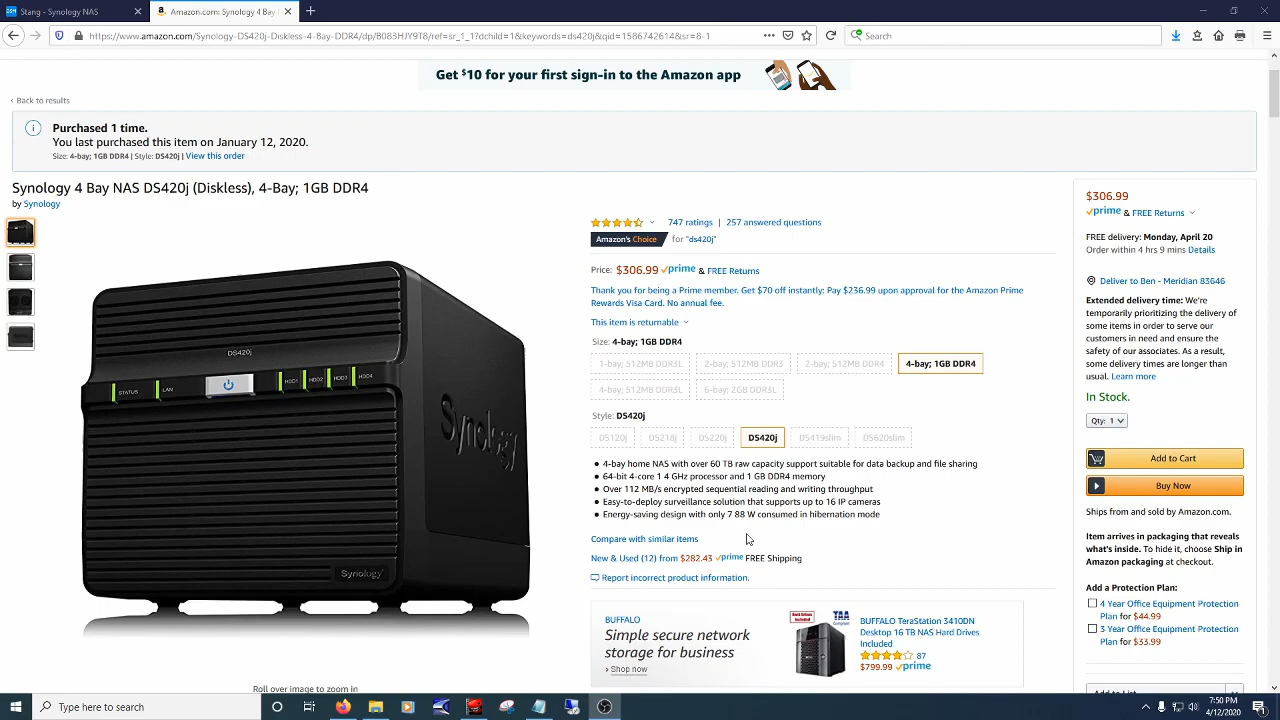 Stang - Synology NAS
Amazon.com: Synology 4 Bay
https://www.amazon.com/Synology-DS420j-Diskless-4-Bay-DDR4/dp/B083HJY9T8/ref=sr_1_1?dchild=1&keywords=ds420j&qid=1586742614&sr=8-1
Search
Get $10 for your first sign-in to the Amazon app
‹ Back to results
Purchased 1 time.
You last purchased this item on January 12, 2020.
Size: 4-bay; 1GB DDR4 | Style: DS420j | View this order
Synology 4 Bay NAS DS420j (Diskless), 4-Bay; 1GB DDR4
by Synology
DS420j
STATUS
LAN
HDD1
HDD2
HDD3
HDD4
Synology
Synology
Roll over image to zoom in
747 ratings | 257 answered questions
Amazon's Choice for "ds420j"
Price: $306.99 prime & FREE Returns
Thank you for being a Prime member. Get $70 off instantly: Pay $236.99 upon approval for the Amazon Prime
Rewards Visa Card. No annual fee.
This item is returnable
Size: 4-bay; 1GB DDR4
1-bay; 512MB DDR3L
2-bay; 512MB DDR3
2-bay; 512MB DDR4
4-bay; 1GB DDR4
4-bay; 512MB DDR3L
6-bay; 2GB DDR3L
Style: DS420j
DS120j
DS218j
DS220j
DS420j
DS419slim
DS620slim
• 4-bay home NAS with over 60 TB raw capacity support suitable for data backup and file sharing
• 64-bit 4-core 1 4 GHz processor and 1 GB DDR4 memory
• Over 112 MB/s encrypted sequential reading and writing throughput
• Easy-to-deploy surveillance solution that supports up to 16 IP cameras
• Energy-saving design with only 7 88 W consumed in hibernation mode
Compare with similar items
New & Used (12) from $282.43 prime FREE Shipping
Report incorrect product information.
BUFFALO
Simple secure network
storage for business
› Shop now
TAA
BUFFALO TeraStation 3410DN
Desktop 16 TB NAS Hard Drives
Included
87
$799.99 prime
$306.99
prime & FREE Returns
FREE delivery: Monday, April 20
Order within 4 hrs 9 mins Details
Deliver to Ben - Meridian 83646
Extended delivery time: We're
temporarily prioritizing the delivery
of some items in order to serve our
customers in need and ensure the
safety of our associates. As a result,
some delivery times are longer than
usual. Learn more
In Stock.
Qty: 1
Add to Cart
Buy Now
Ships from and sold by Amazon.com.
Item arrives in packaging that reveals
what's inside. To hide it, choose Ship in
Amazon packaging at checkout.
Add a Protection Plan:
4 Year Office Equipment Protection
Plan for $44.99
3 Year Office Equipment Protection
Plan for $33.99
Add to List
Type here to search
7:50 PM
4/12/2020